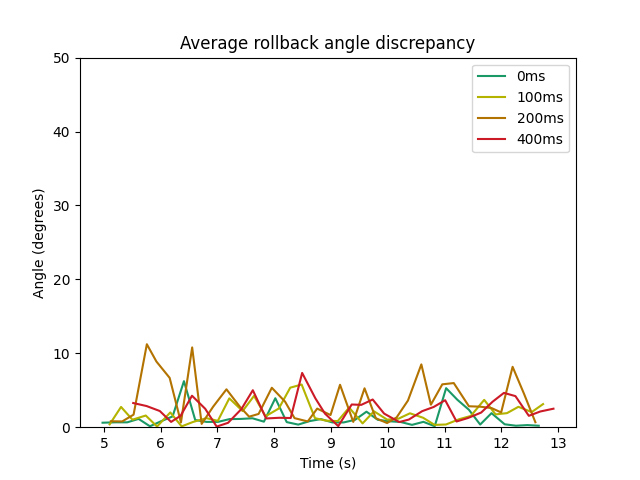 Average rollback angle discrepancy
50
40
30
20
10
0
Angle (degrees)
0ms
100ms
200ms
400ms
5 6 7 8 9 10 11 12 13
Time (s)